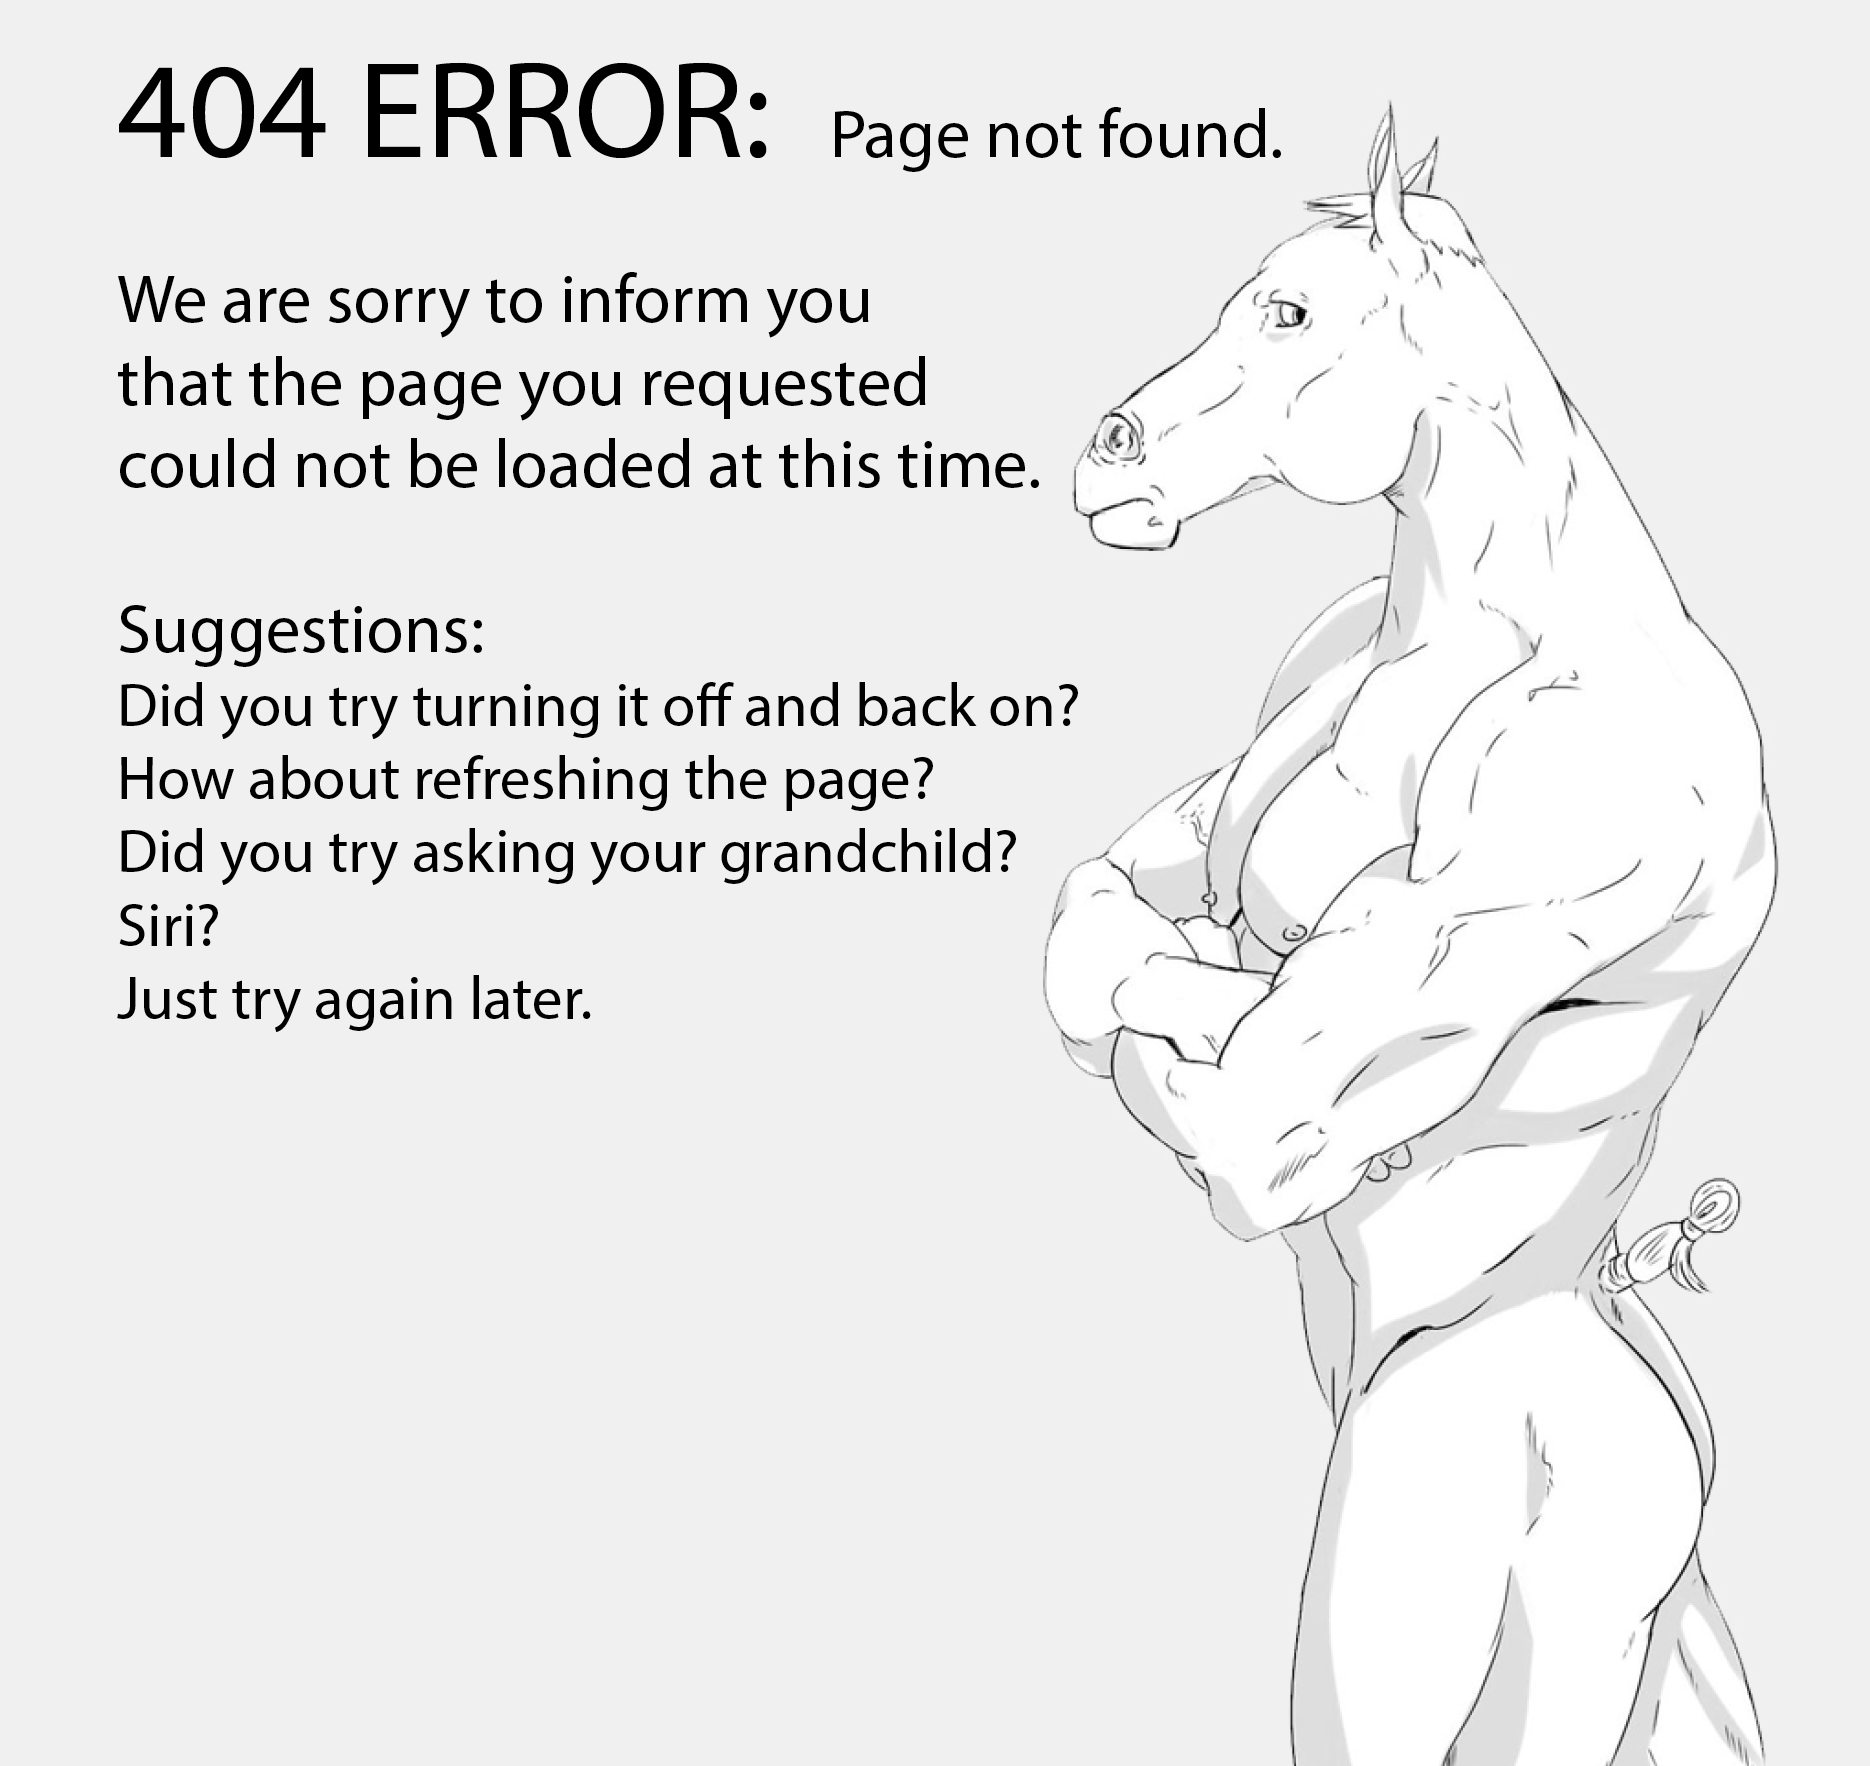 404 ERROR: Page not found.
We are sorry to inform you
that the page you requested
could not be loaded at this time.
Suggestions:
Did you try turning it off and back on?
How about refreshing the page?
Did you try asking your grandchild?
Siri?
Just try again later.